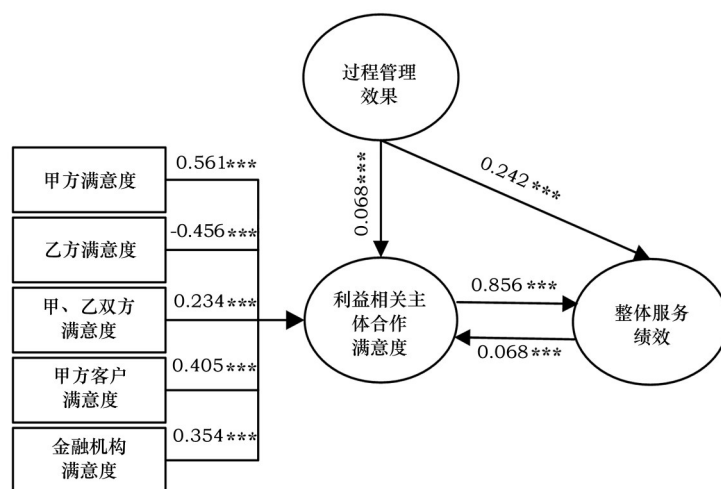 过程管理
效果
0.068***
0.242***
甲方满意度
0.561***
乙方满意度
-0.456***
甲、乙双方
满意度
0.234***
甲方客户
满意度
0.405***
金融机构
满意度
0.354***
利益相关主
体合作
满意度
0.856***
0.068***
整体服务
绩效